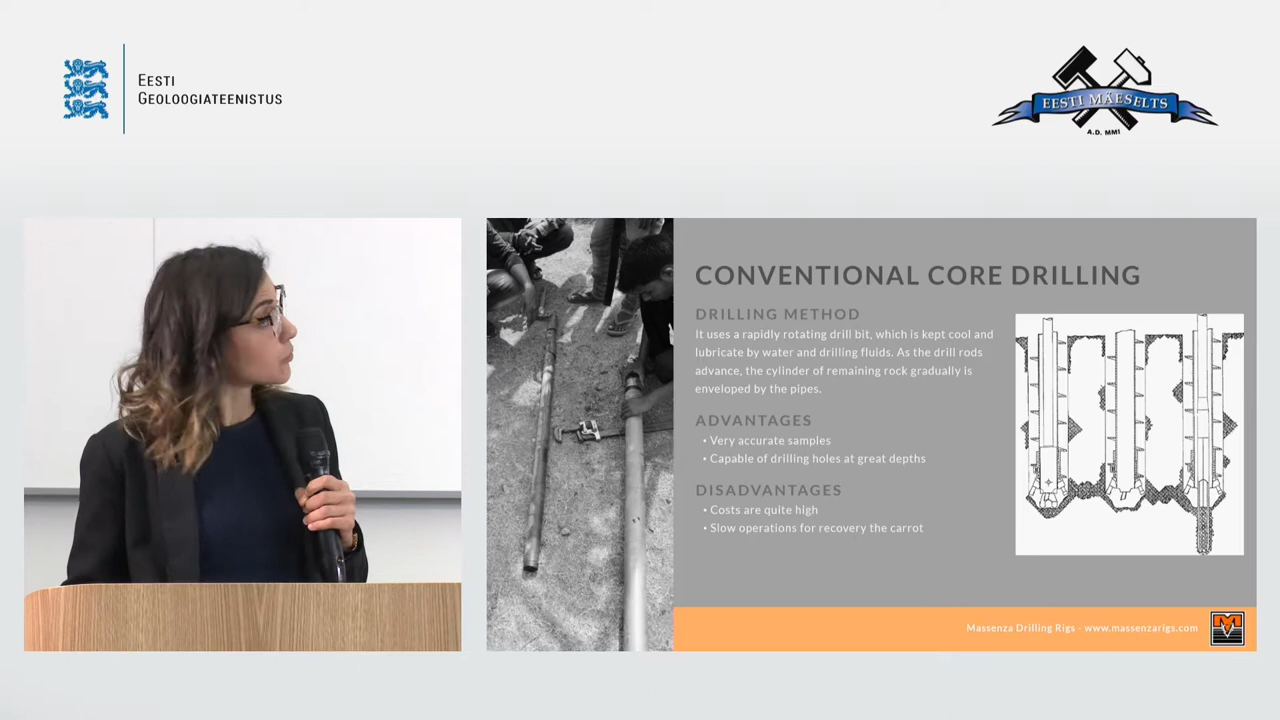 EESTI
GEOLOOGIATEENISTUS
EESTI MÄESELTS
A.D. MMI
CONVENTIONAL CORE DRILLING
DRILLING METHOD
It uses a rapidly rotating drill bit, which is kept cool and
lubricate by water and drilling fluids. As the drill rods
advance, the cylinder of remaining rock gradually is
enveloped by the pipes.
ADVANTAGES
• Very accurate samples
• Capable of drilling holes at great depths
DISADVANTAGES
• Costs are quite high
• Slow operations for recovery the carrot
Massenza Drilling Rigs - www.massenzarigs.com
M